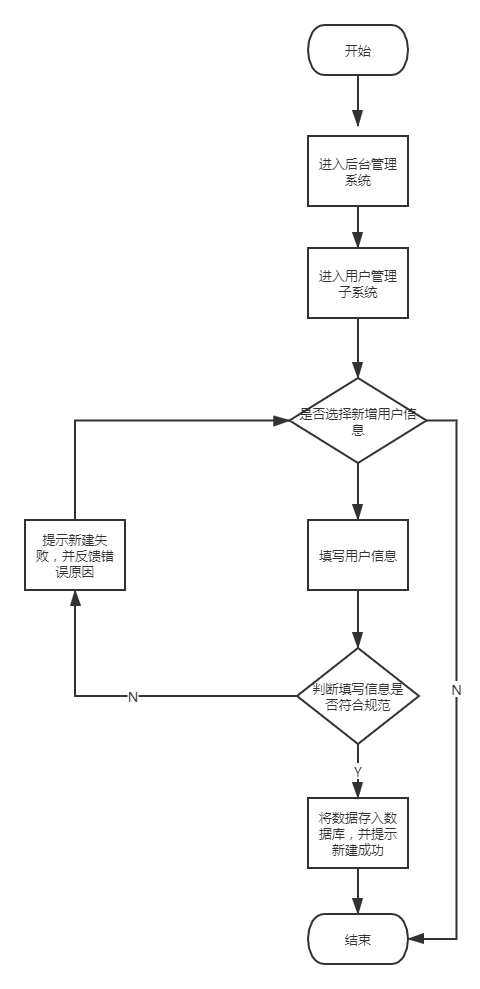 开始
进入后台管理
系统
进入用户管理
子系统
是否选择新增用户信
息
提示新建失
败，并反馈错
误原因
填写用户信息
判断填写信息是
否符合规范
N
N
Y
将数据存入数
据库，并提示
新建成功
结束